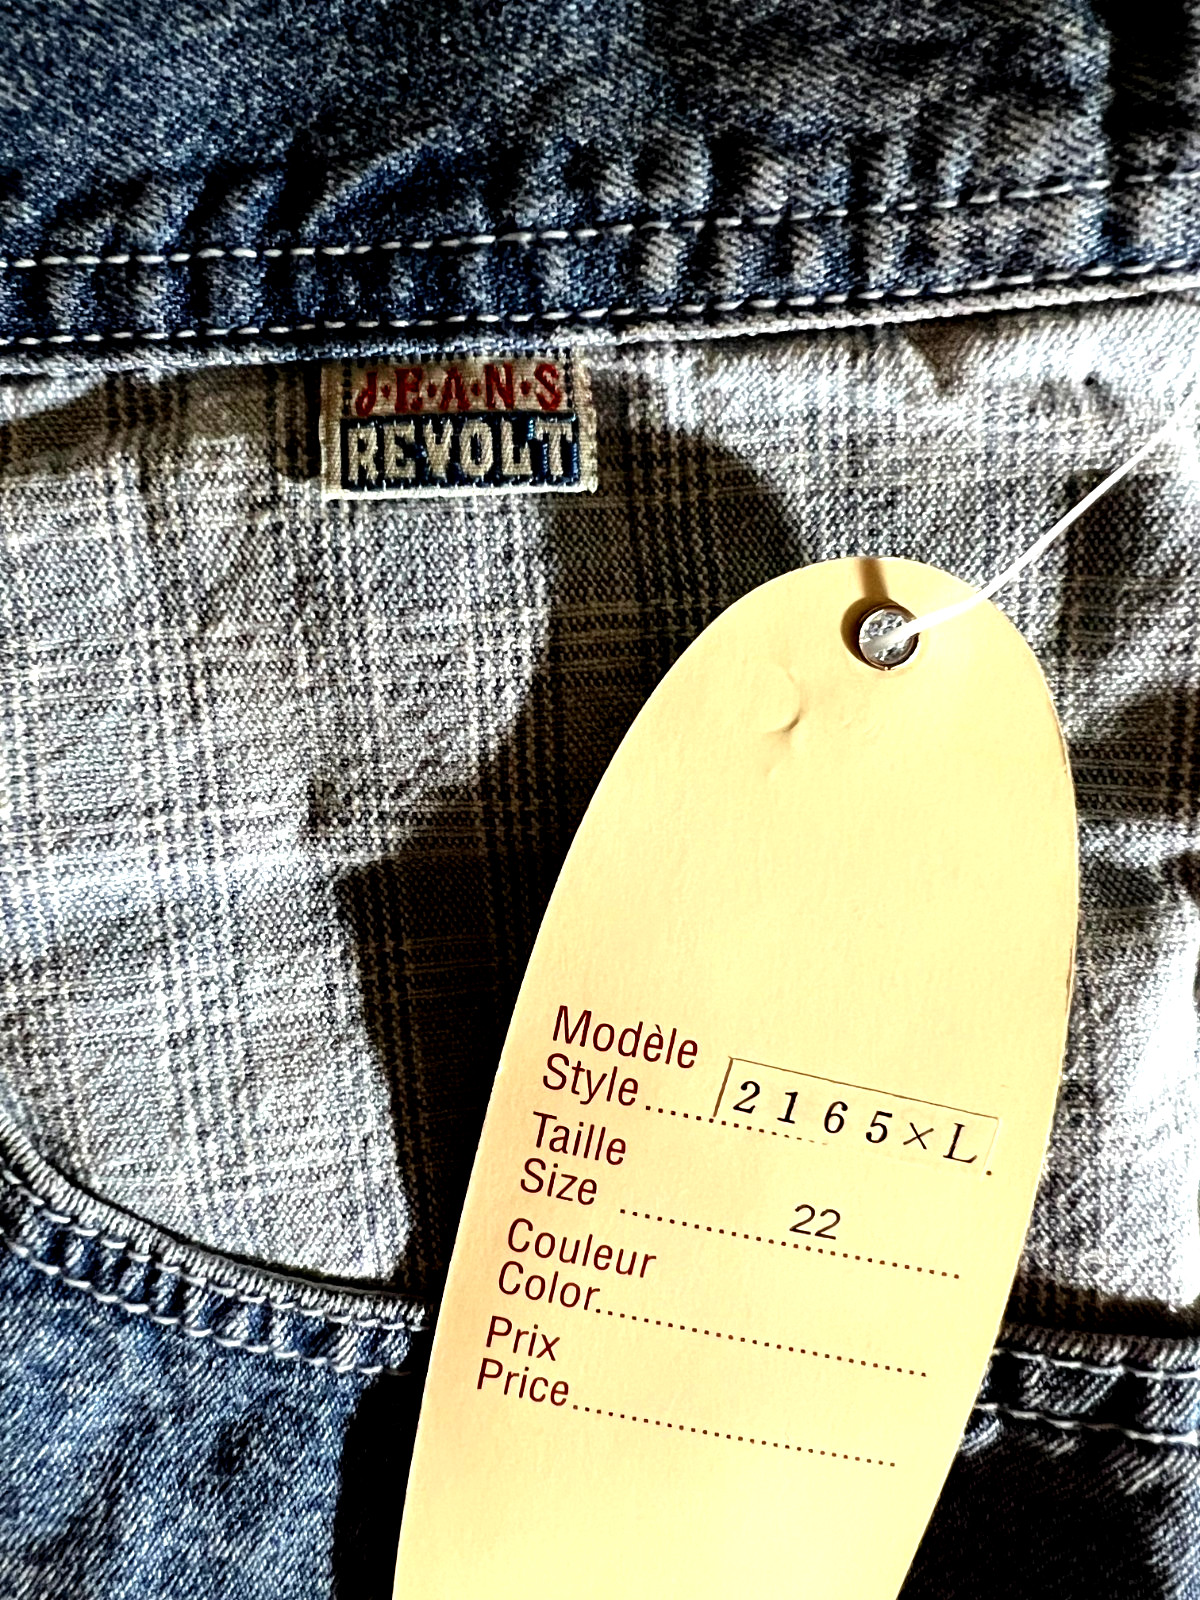 J·E·A·N·S
REVOLT
Modèle
Style...... 2165×L.
Taille
Size .................22...........
Couleur
Color..............................
Prix
Price..............................